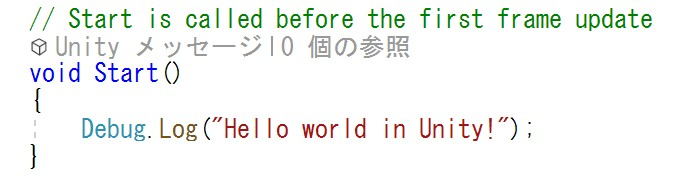 // Start is called before the first frame update
Unity メッセージ|0 個の参照
void Start()
{
Debug.Log("Hello world in Unity!");
}